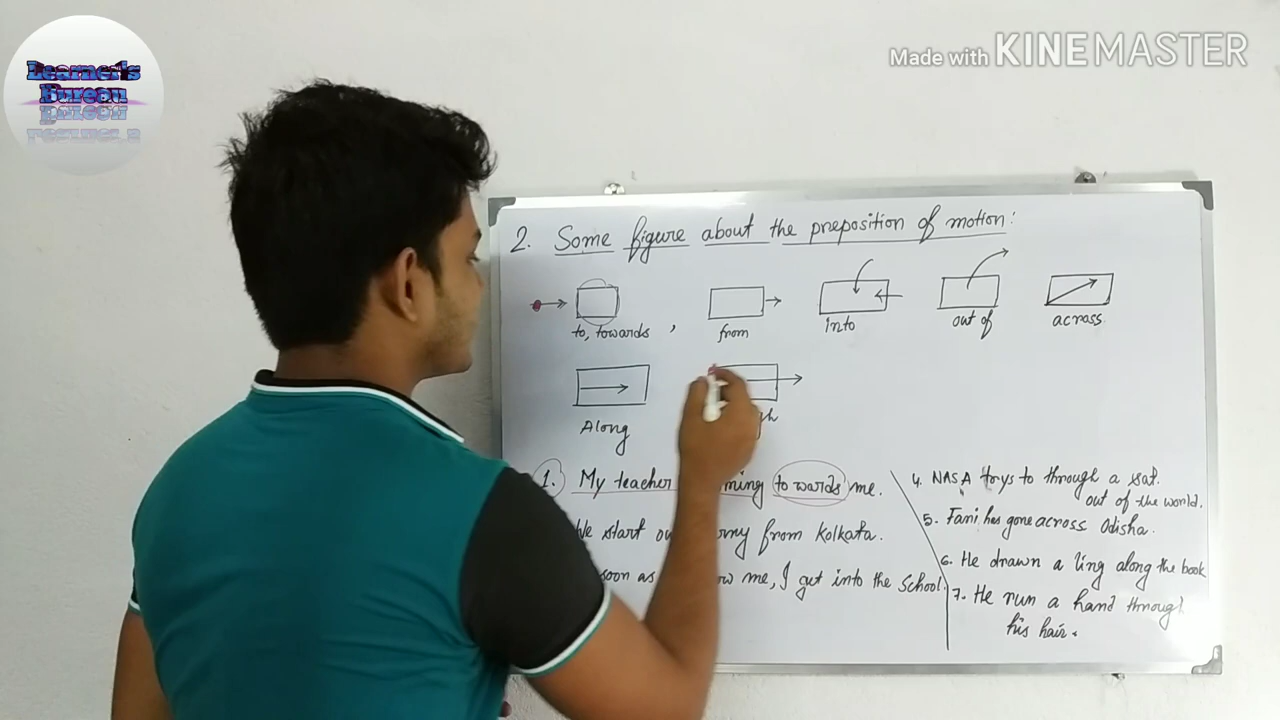 Learner's
Bureau
Made with KINEMASTER
2. Some figure about the preposition of motion:
to, towards , from into out of across
Along
1. My teacher to wards me.
We start from Kolkata.
soon as me, I get into the School.
4. NASA trys to through a sat.
out of the world.
5. Fani has gone across Odisha.
6. He drawn a ling along the book
7. He run a hand through
his hair.